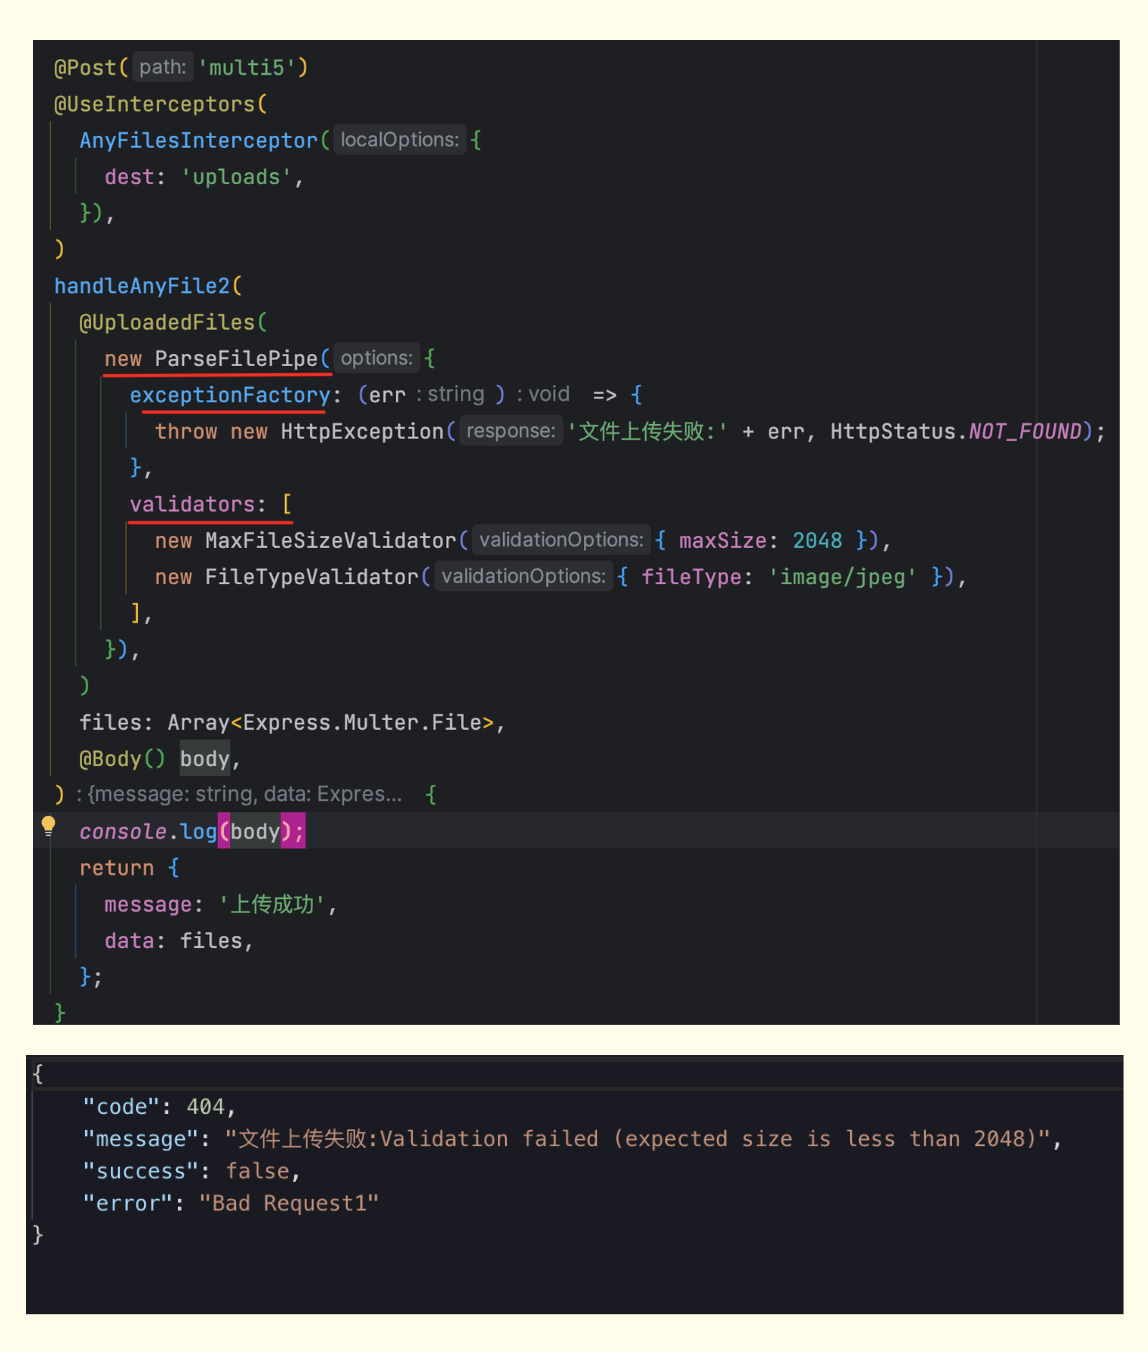 @Post( path: 'multi5')
@UseInterceptors(
AnyFilesInterceptor( localOptions: {
dest: 'uploads',
}),
)
handleAnyFile2(
@UploadedFiles(
new ParseFilePipe( options: {
exceptionFactory: (err : string ) : void => {
throw new HttpException( response: '文件上传失败:' + err, HttpStatus.NOT_FOUND);
},
validators: [
new MaxFileSizeValidator( validationOptions: { maxSize: 2048 }),
new FileTypeValidator( validationOptions: { fileType: 'image/jpeg' }),
],
}),
)
files: Array<Express.Multer.File>,
@Body() body,
) : {message: string, data: Expres... {
console.log(body);
return {
message: '上传成功',
data: files,
};
}
{
"code": 404,
"message": "文件上传失败:Validation failed (expected size is less than 2048)",
"success": false,
"error": "Bad Request1"
}